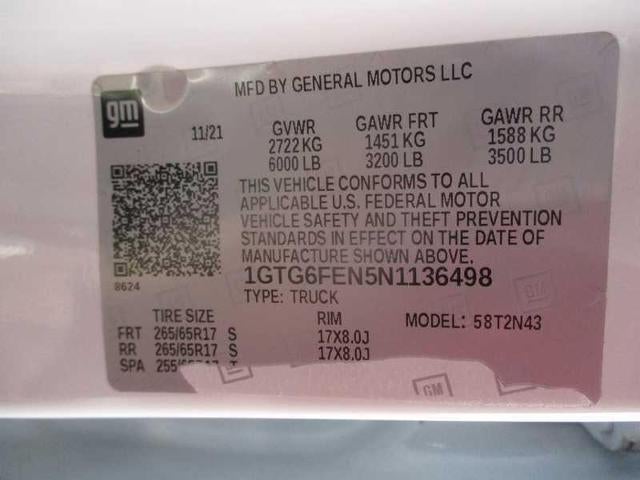 MFD BY GENERAL MOTORS LLC
gm
11/21
GVWR GAWR FRT GAWR RR
2722 KG 1451 KG 1588 KG
6000 LB 3200 LB 3500 LB
THIS VEHICLE CONFORMS TO ALL
APPLICABLE U.S. FEDERAL MOTOR
VEHICLE SAFETY AND THEFT PREVENTION
STANDARDS IN EFFECT ON THE DATE OF
MANUFACTURE SHOWN ABOVE.
8624
1GTG6FEN5N1136498
TYPE: TRUCK
TIRE SIZE RIM MODEL: 58T2N43
FRT 265/65R17 S 17X8.0J
RR 265/65R17 S 17X8.0J
SPA 255/65R17
GM